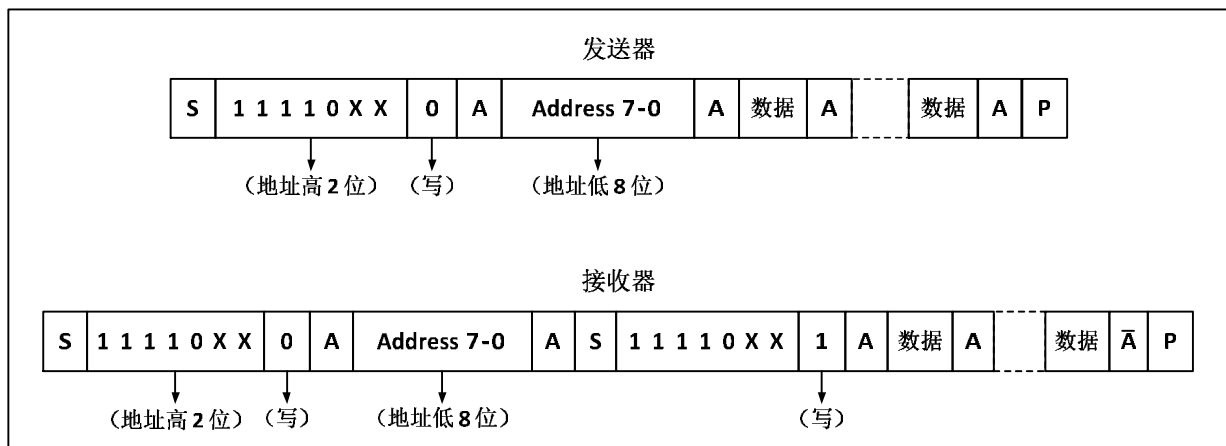 发送器
S 1 1 1 1 0 X X 0 A Address 7-0 A 数据 A 数据 A P
（地址高 2 位） （写） （地址低 8 位）
接收器
S 1 1 1 1 0 X X 0 A Address 7-0 A S 1 1 1 1 0 X X 1 A 数据 A 数据 A̅ P
（地址高 2 位） （写） （地址低 8 位） （写）